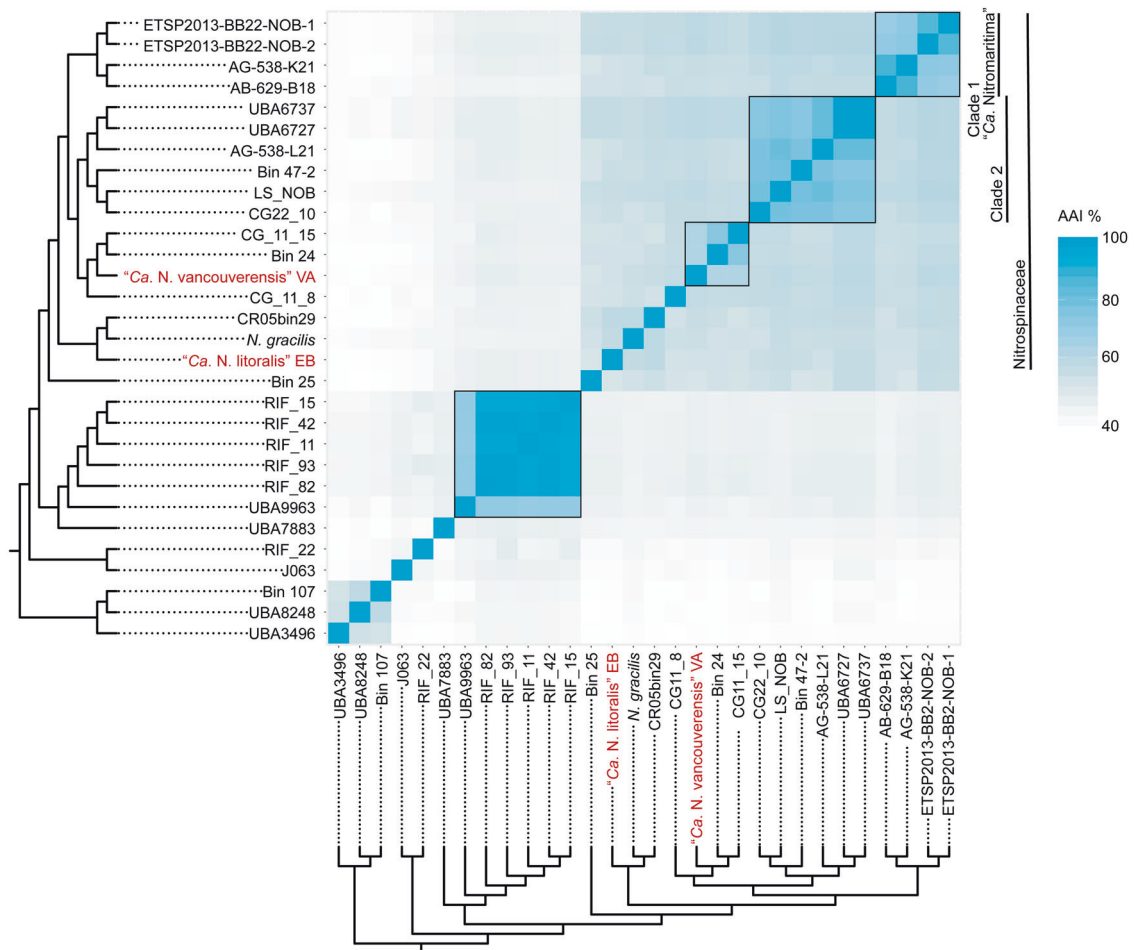 ETSP2013-BB22-NOB-1
ETSP2013-BB22-NOB-2
AG-538-K21
AB-629-B18
UBA6737
UBA6727
AG-538-L21
Bin 47-2
LS_NOB
CG22_10
CG_11_15
Bin 24
"Ca. N. vancouverensis" VA
CG_11_8
CR05bin29
N. gracilis
"Ca. N. litoralis" EB
Bin 25
RIF_15
RIF_42
RIF_11
RIF_93
RIF_82
UBA9963
UBA7883
RIF_22
J063
Bin 107
UBA8248
UBA3496
Clade 1
"Ca. Nitromaritima"
Clade 2
Nitrospinaceae
AAI %
100
80
60
40
UBA3496
UBA8248
Bin 107
J063
RIF_22
UBA7883
UBA9963
RIF_82
RIF_93
RIF_11
RIF_42
RIF_15
Bin 25
"Ca. N. litoralis" EB
N. gracilis
CR05bin29
CG11_8
"Ca. N. vancouverensis" VA
Bin 24
CG11_15
CG22_10
LS_NOB
Bin 47-2
AG-538-L21
UBA6727
UBA6737
AB-629-B18
AG-538-K21
ETSP2013-BB2-NOB-2
ETSP2013-BB2-NOB-1